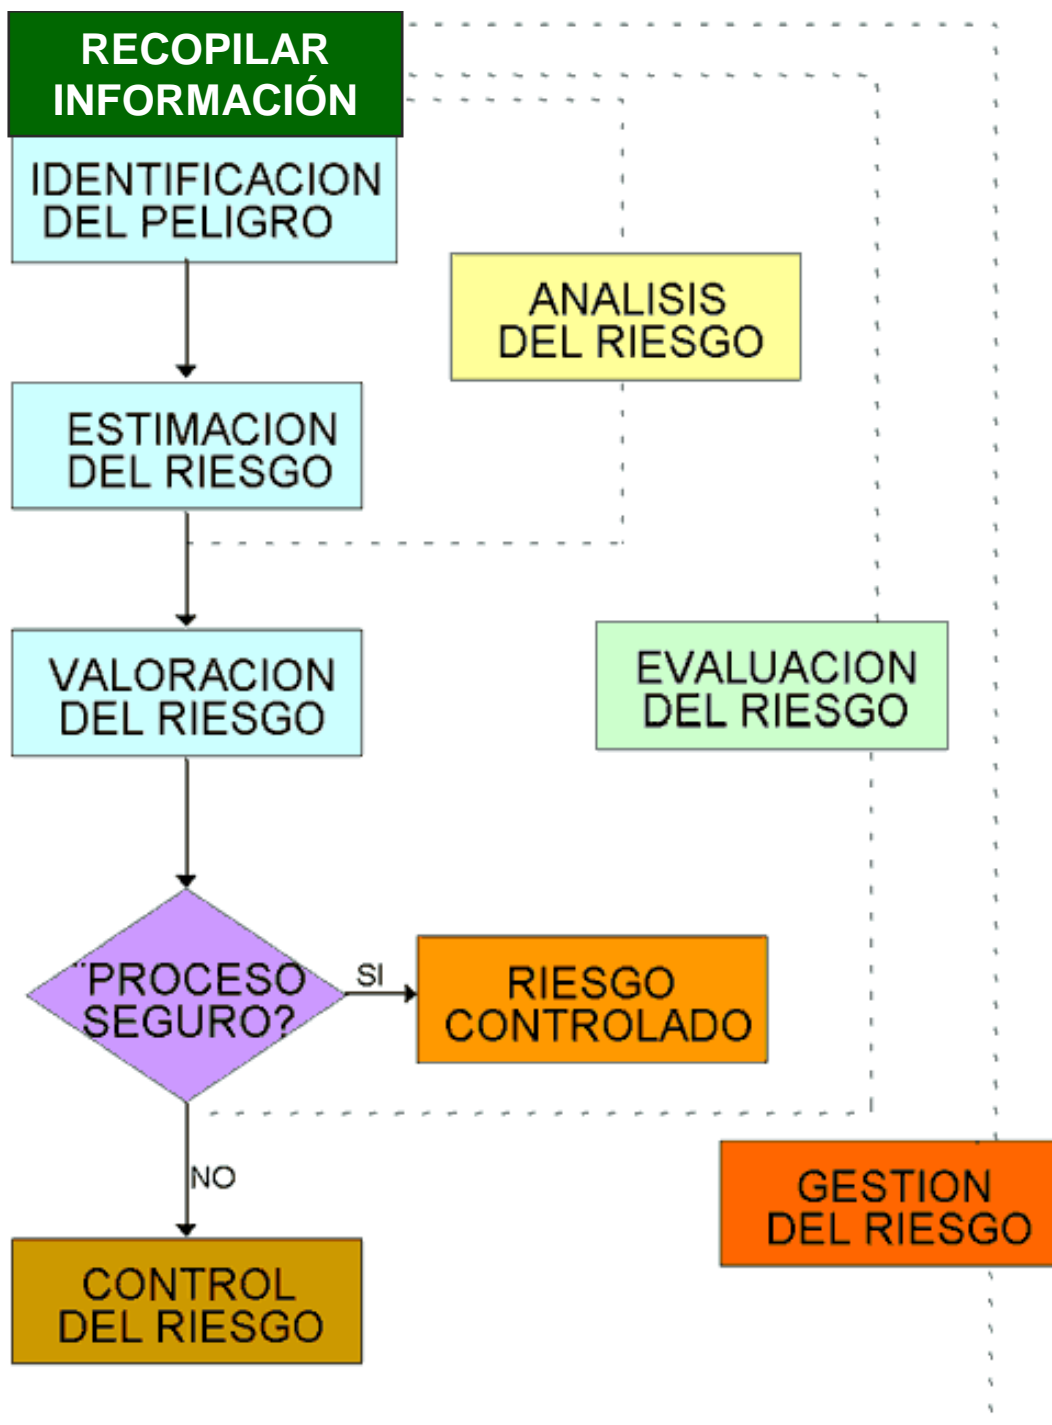 RECOPILAR
INFORMACIÓN
IDENTIFICACION
DEL PELIGRO
ANALISIS
DEL RIESGO
ESTIMACION
DEL RIESGO
VALORACION
DEL RIESGO
EVALUACION
DEL RIESGO
¨PROCESO
SEGURO?
SI
RIESGO
CONTROLADO
NO
GESTION
DEL RIESGO
CONTROL
DEL RIESGO